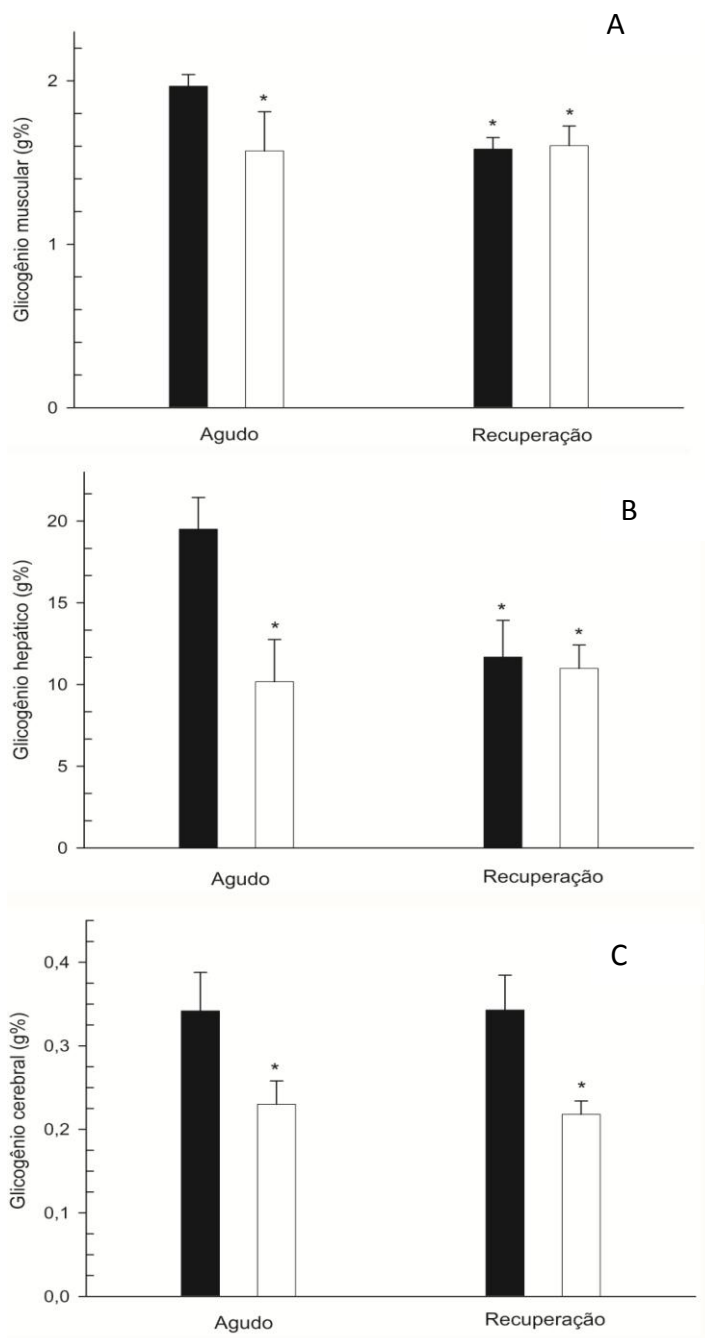 A
Glicogênio muscular (g%)
2
*
*
*
1
0
Agudo
Recuperação
B
Glicogênio hepático (g%)
20
15
*
*
*
10
5
0
Agudo
Recuperação
C
Glicogênio cerebral (g%)
0,4
0,3
*
*
0,2
0,1
0,0
Agudo
Recuperação